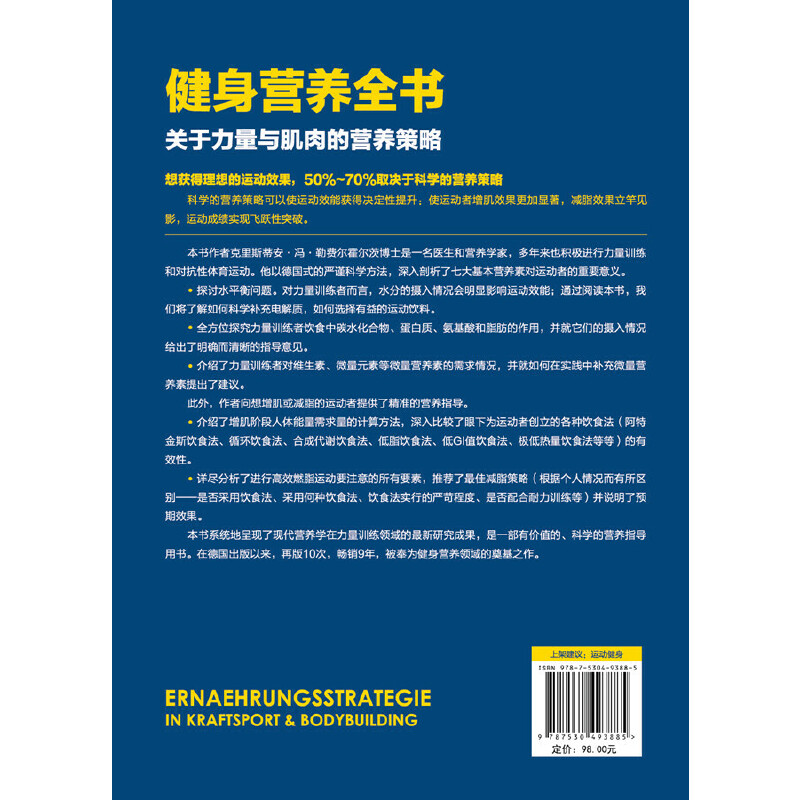 健身营养全书
关于力量与肌肉的营养策略
想获得理想的运动效果，50%~70%取决于科学的营养策略
科学的营养策略可以使运动效能获得决定性提升：使运动者增肌效果更加显著，减脂效果立竿见
影，运动成绩实现飞跃性突破。
本书作者克里斯蒂安·冯·勒费尔霍尔茨博士是一名医生和营养学家，多年来也积极进行力量训练
和对抗性体育运动。他以德国式的严谨科学方法，深入剖析了七大基本营养素对运动者的重要意义。
• 探讨水平衡问题。对力量训练者而言，水分的摄入情况会明显影响运动效能；通过阅读本书，我
们将了解如何科学补充电解质，如何选择有益的运动饮料。
• 全方位探究力量训练者饮食中碳水化合物、蛋白质、氨基酸和脂肪的作用，并就它们的摄入情况
给出了明确而清晰的指导意见。
• 介绍了力量训练者对维生素、微量元素等微量营养素的需求情况，并就如何在实践中补充微量营
养素提出了建议。
此外，作者向想增肌或减脂的运动者提供了精准的营养指导。
• 介绍了增肌阶段人体能量需求量的计算方法，深入比较了眼下为运动者创立的各种饮食法（阿特
金斯饮食法、循环饮食法、合成代谢饮食法、低脂饮食法、低GI值饮食法、极低热量饮食法等等）的有
效性。
• 详尽分析了进行高效燃脂运动要注意的所有要素，推荐了最佳减脂策略（根据个人情况而有所区
别——是否采用饮食法、采用何种饮食法、饮食法实行的严苛程度、是否配合耐力训练等）并说明了预
期效果。
本书系统地呈现了现代营养学在力量训练领域的最新研究成果，是一部有价值的、科学的营养指导
用书。在德国出版以来，再版10次，畅销9年，被奉为健身营养领域的奠基之作。
上架建议：运动健身
ISBN 978-7-5304-9388-5
9 787530 493885>
定价：98.00元
ERNAEHRUNGSSTRATEGIE
IN KRAFTSPORT & BODYBUILDING